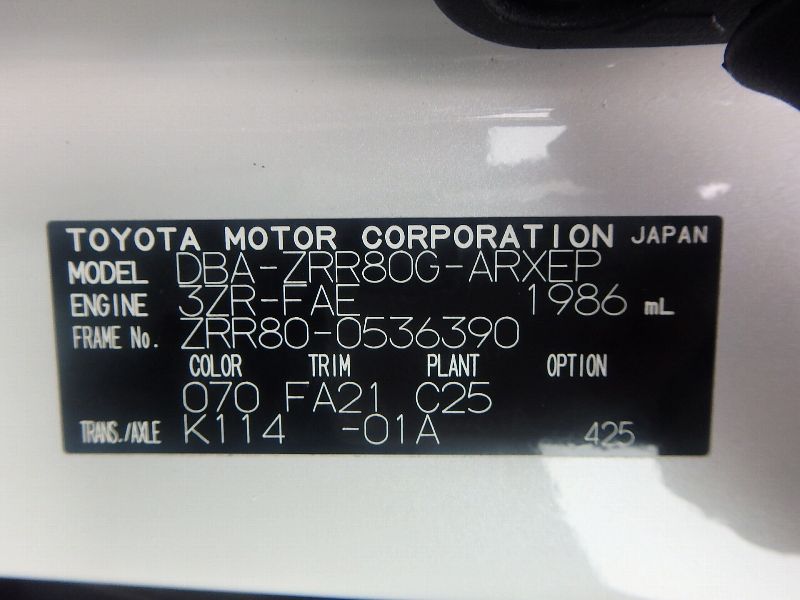 TOYOTA MOTOR CORPORATION JAPAN
MODEL DBA-ZRR80G-ARXEP
ENGINE 3ZR-FAE 1986 mL
FRAME No. ZRR80-0536390
COLOR TRIM PLANT OPTION
070 FA21 C25
TRANS./AXLE K114 -01A 425